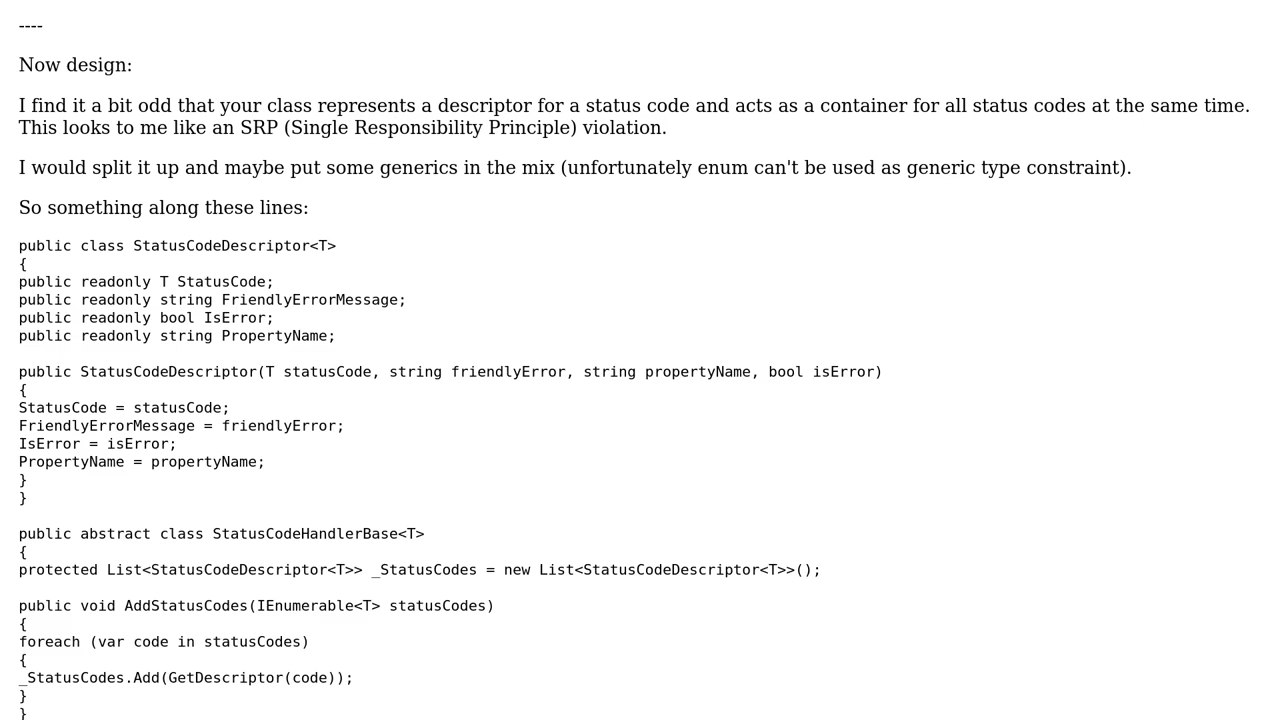 ----
Now design:
I find it a bit odd that your class represents a descriptor for a status code and acts as a container for all status codes at the same time.
This looks to me like an SRP (Single Responsibility Principle) violation.
I would split it up and maybe put some generics in the mix (unfortunately enum can't be used as generic type constraint).
So something along these lines:
public class StatusCodeDescriptor<T>
{
public readonly T StatusCode;
public readonly string FriendlyErrorMessage;
public readonly bool IsError;
public readonly string PropertyName;
public StatusCodeDescriptor(T statusCode, string friendlyError, string propertyName, bool isError)
{
StatusCode = statusCode;
FriendlyErrorMessage = friendlyError;
IsError = isError;
PropertyName = propertyName;
}
}
public abstract class StatusCodeHandlerBase<T>
{
protected List<StatusCodeDescriptor<T>> _StatusCodes = new List<StatusCodeDescriptor<T>>();
public void AddStatusCodes(IEnumerable<T> statusCodes)
{
foreach (var code in statusCodes)
{
_StatusCodes.Add(GetDescriptor(code));
}
}